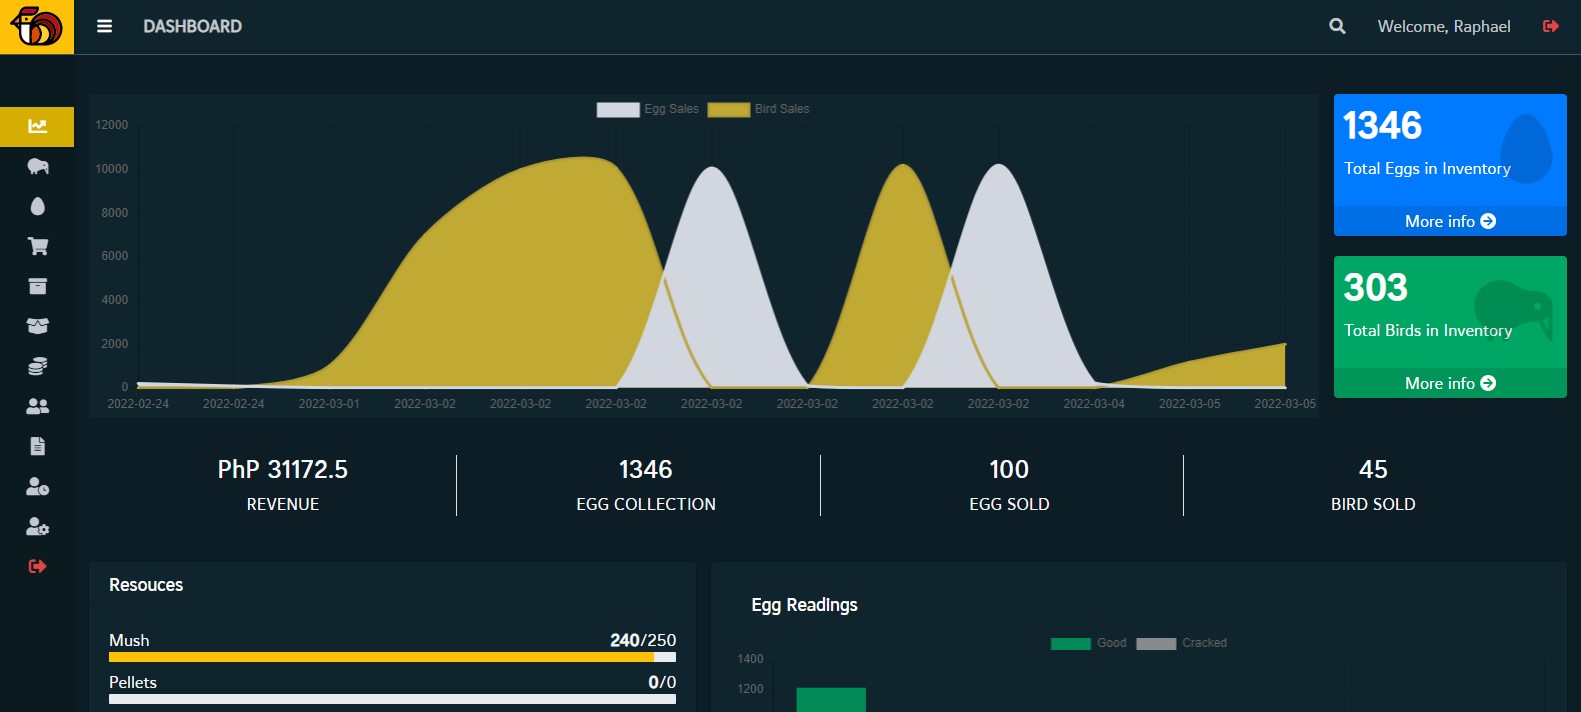 DASHBOARD
Welcome, Raphael
Egg Sales Bird Sales
12000
10000
8000
6000
4000
2000
0
2022-02-24 2022-02-24 2022-03-01 2022-03-02 2022-03-02 2022-03-02 2022-03-02 2022-03-02 2022-03-02 2022-03-02 2022-03-04 2022-03-05 2022-03-05
1346
Total Eggs in Inventory
More info
303
Total Birds in Inventory
More info
PhP 31172.5 1346 100 45
REVENUE EGG COLLECTION EGG SOLD BIRD SOLD
Resouces
Mush 240/250
Pellets 0/0
Egg Readings
Good Cracked
1400
1200